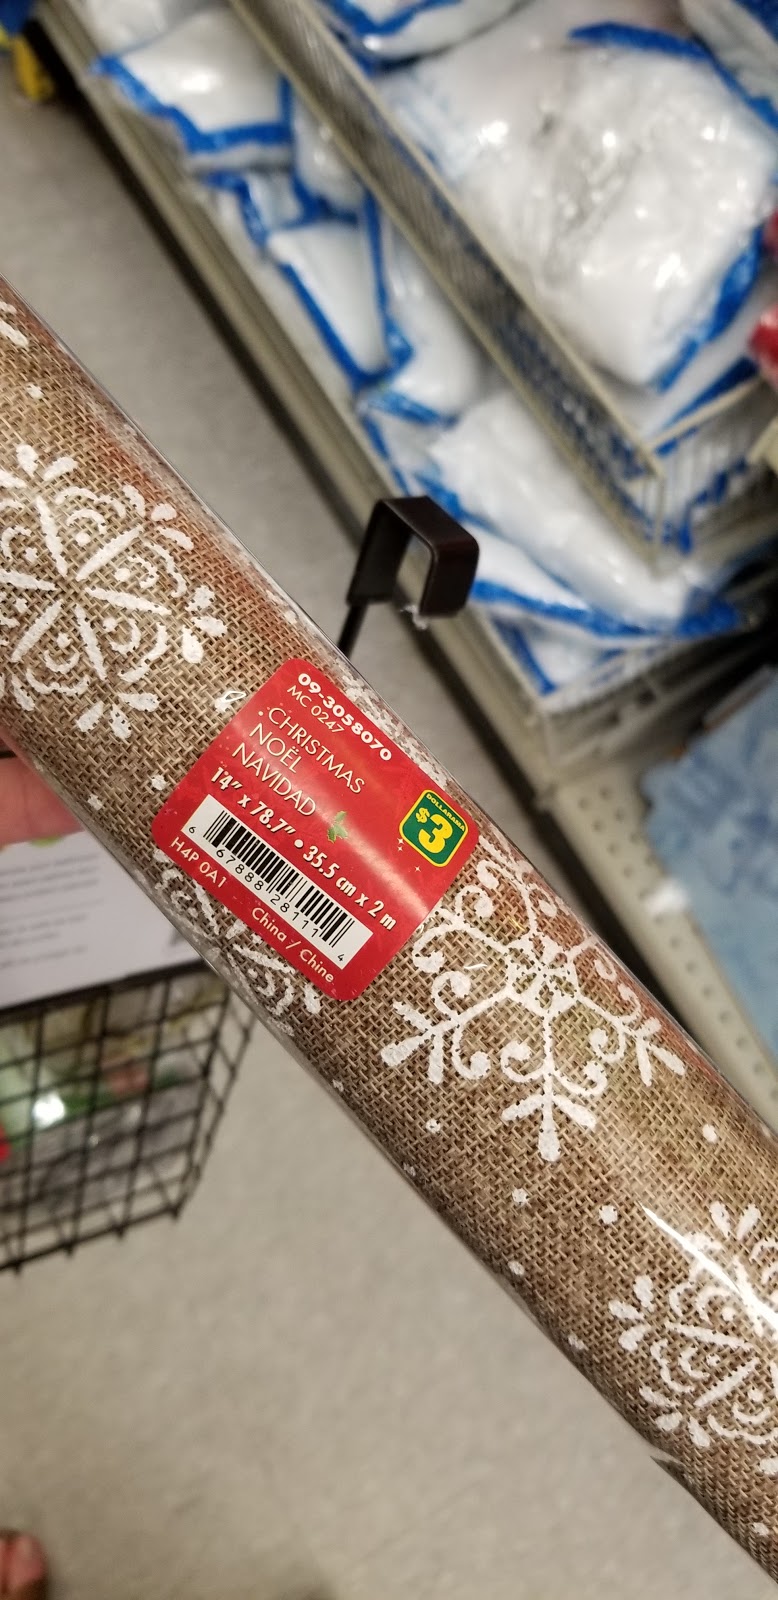 09-3058070
MC 0247
CHRISTMAS
NOËL
NAVIDAD
14" x 78.7" • 35.5 cm x 2 m
DOLLARAMA
$3
6 67888 28111 4
H4P 0A1
China / Chine